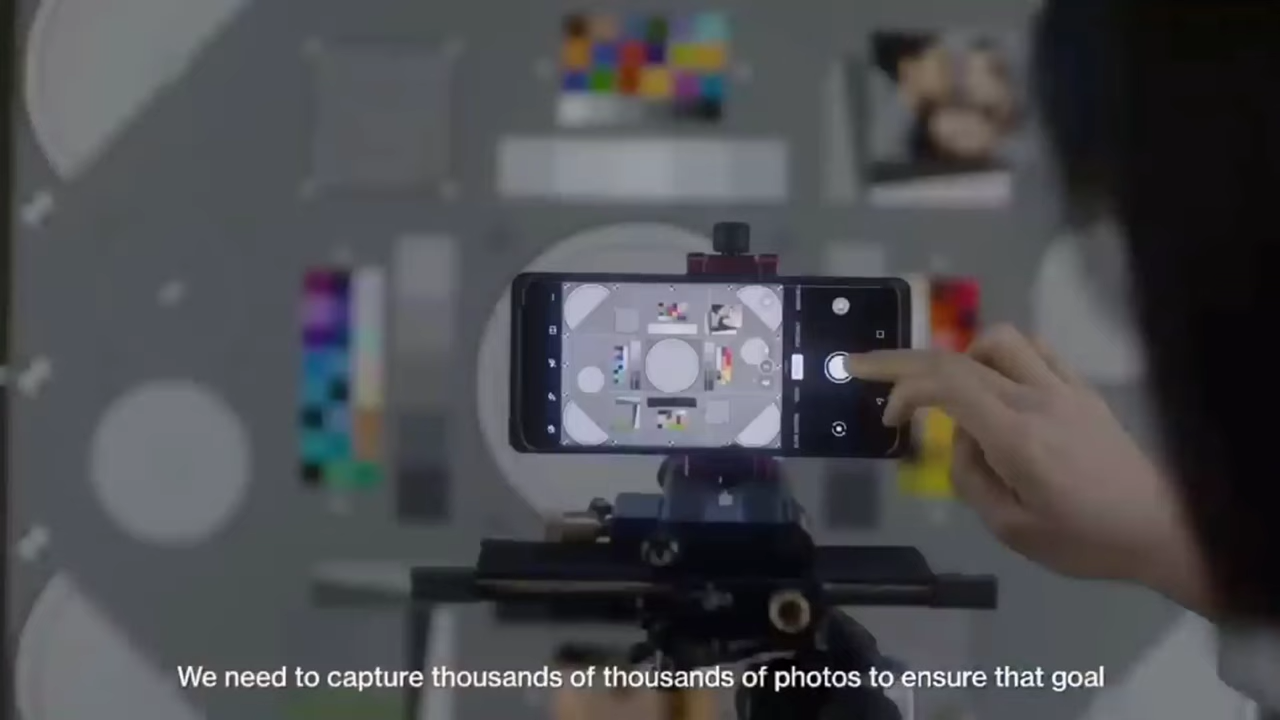 We need to capture thousands of thousands of photos to ensure that goal